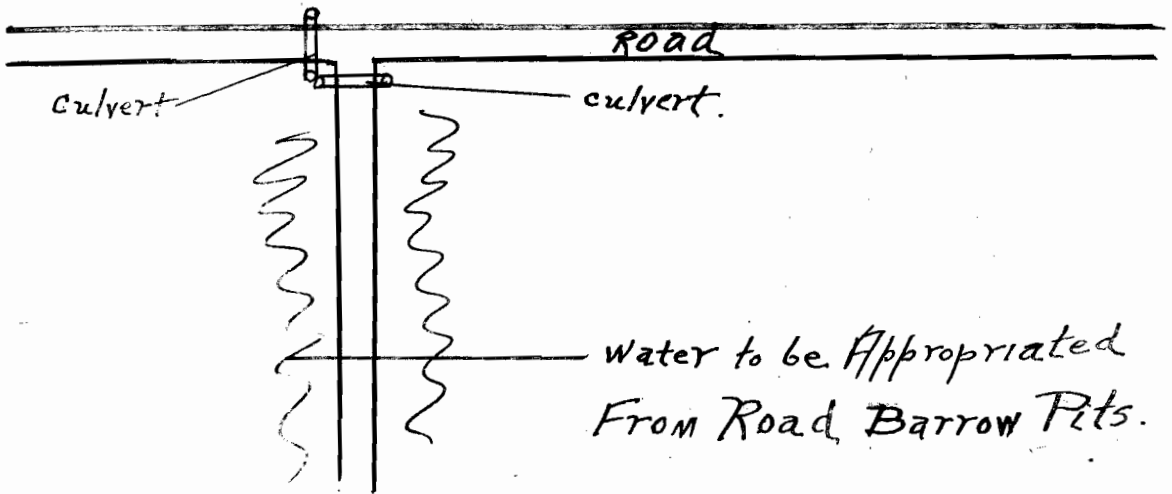 Road
Culvert
culvert.
Water to be Appropriated
From Road Barrow Pits.